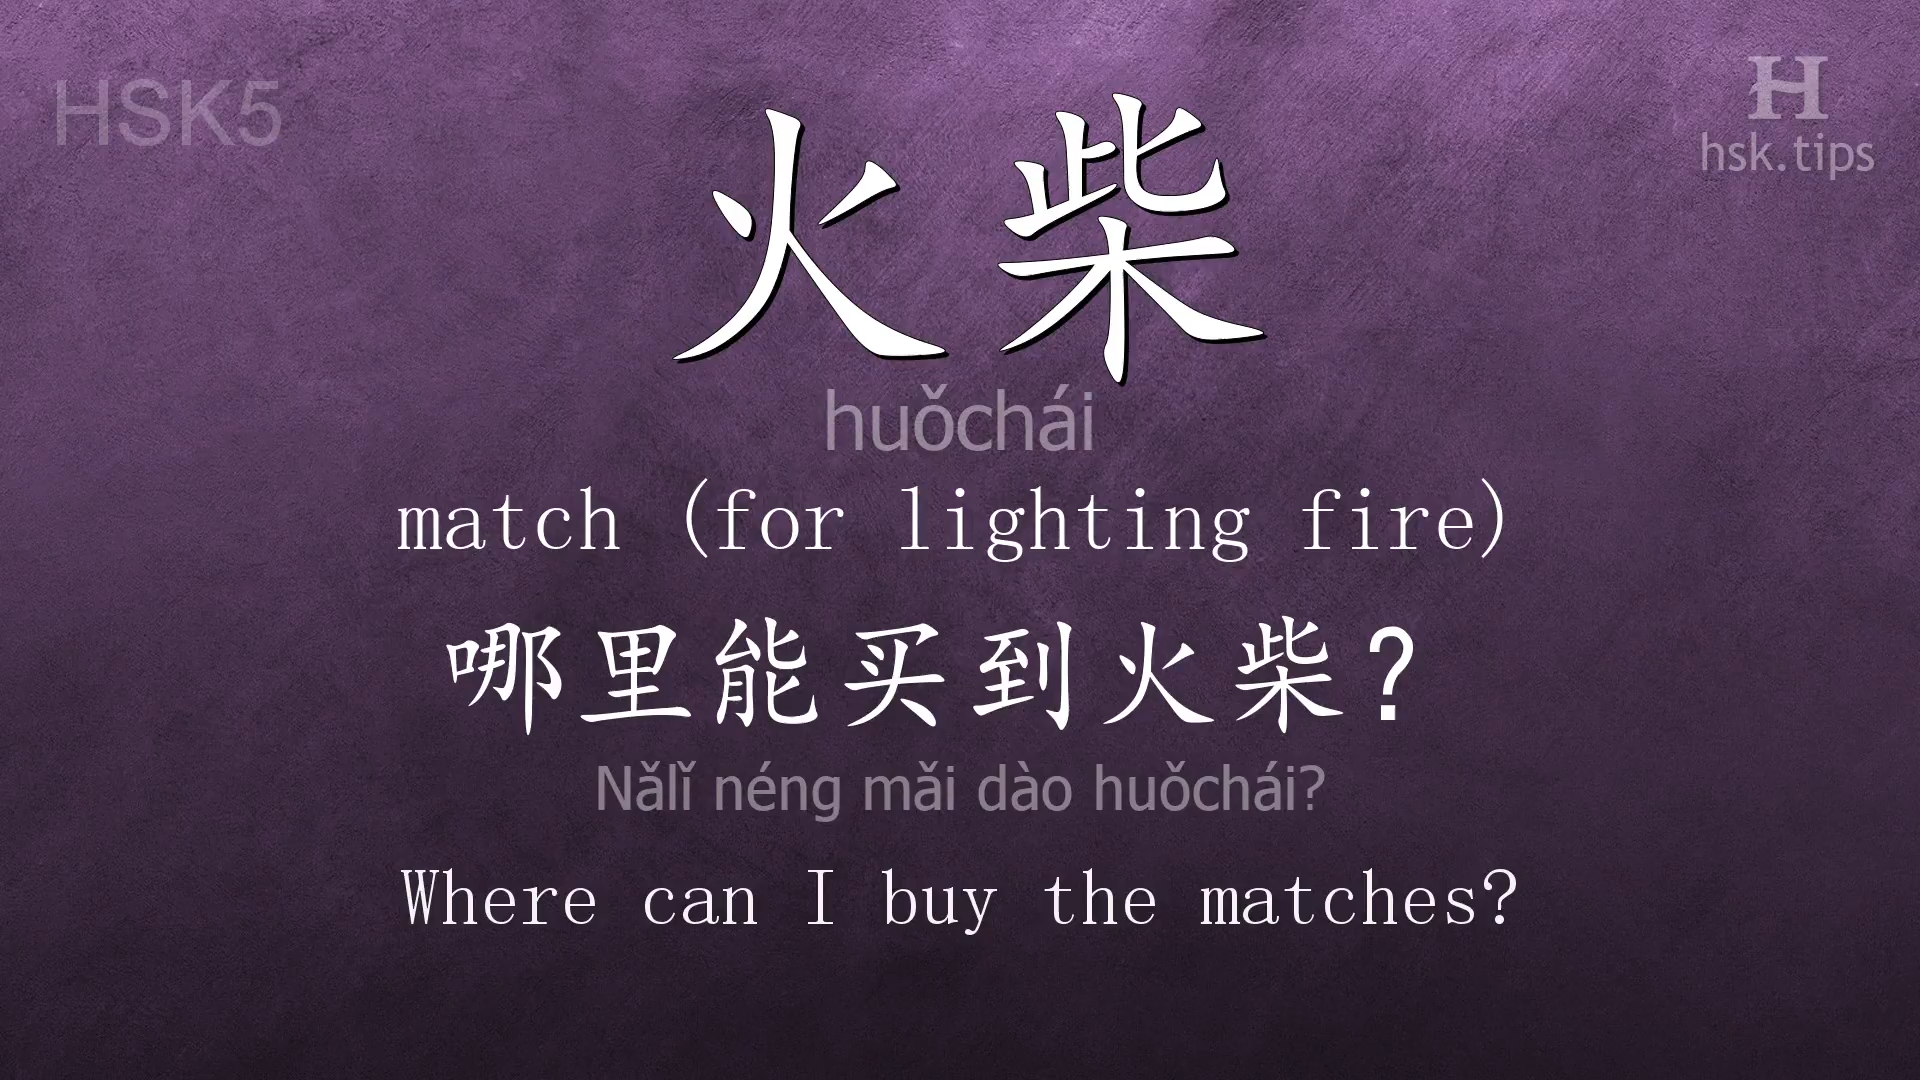 HSK5
H
hsk.tips
火柴
huǒchái
match (for lighting fire)
哪里能买到火柴?
Nǎlǐ néng mǎi dào huǒchái?
Where can I buy the matches?